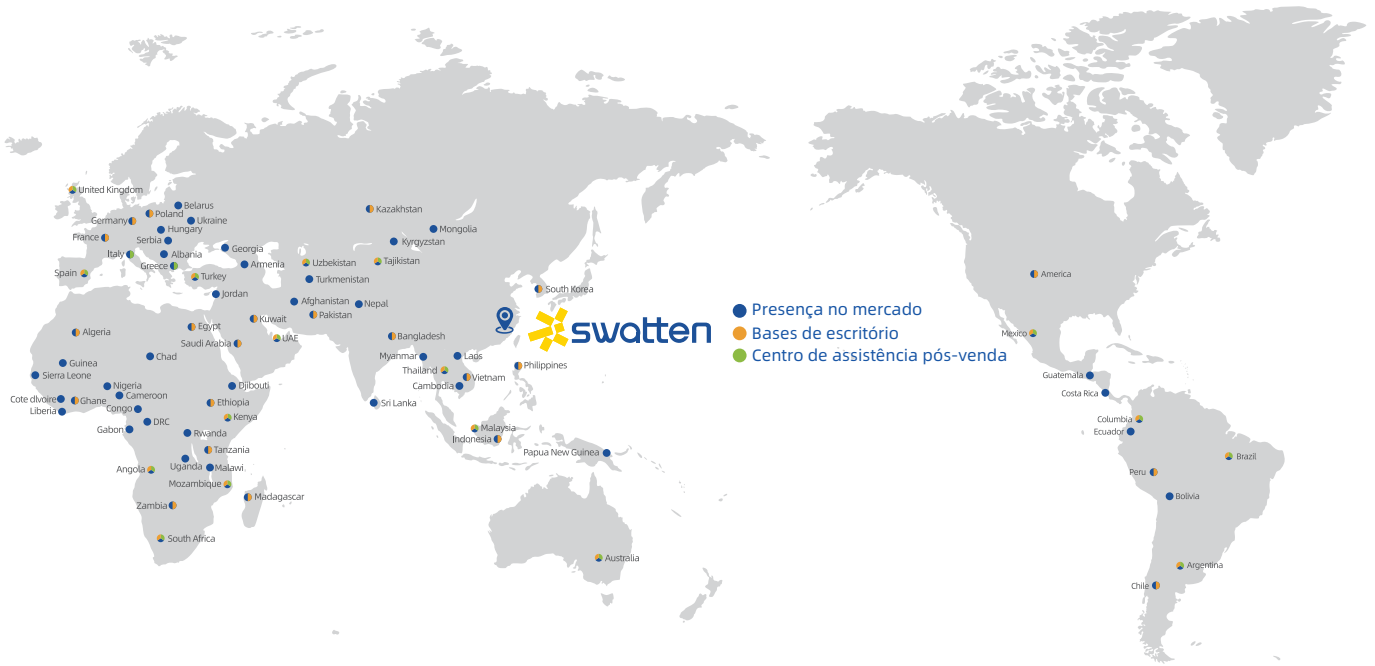 United Kingdom
Belarus
Poland
Germany
Ukraine
Hungary
France
Serbia
Italy
Albania
Greece
Spain
Turkey
Georgia
Armenia
Jordan
Kazakhstan
Mongolia
Kyrgyzstan
Uzbekistan
Tajikistan
Turkmenistan
Afghanistan
Nepal
Pakistan
South Korea
Kuwait
Algeria
Egypt
Saudi Arabia
UAE
Bangladesh
Chad
Guinea
Sierra Leone
Myanmar
Laos
Thailand
Vietnam
Cambodia
Philippines
Nigeria
Djibouti
Cote dlvoire
Ghane
Cameroon
Congo
Liberia
Ethiopia
Kenya
Sri Lanka
DRC
Gabon
Rwanda
Malaysia
Indonesia
Tanzania
Papua New Guinea
Angola
Uganda
Malawi
Mozambique
Madagascar
Zambia
South Africa
Australia
swatten
Presença no mercado
Bases de escritório
Centro de assistência pós-venda
America
Mexico
Guatemala
Costa Rica
Columbia
Ecuador
Brazil
Peru
Bolivia
Argentina
Chile